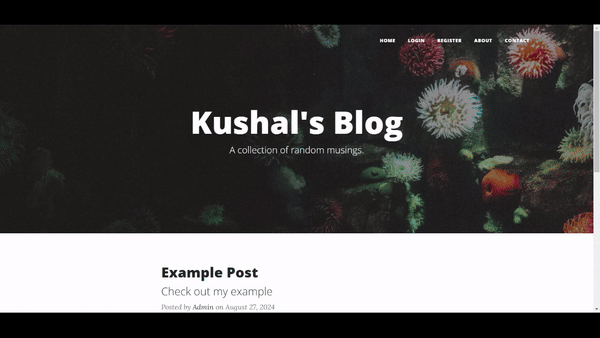 HOME LOGIN REGISTER ABOUT CONTACT
Kushal's Blog
A collection of random musings.
Example Post
Check out my example
Posted by Admin on August 27, 2024